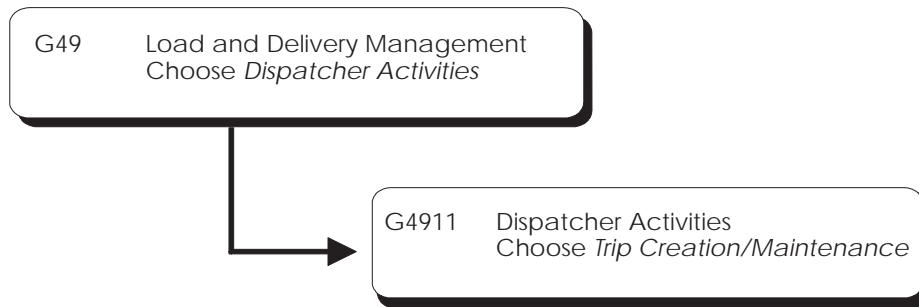 G49 Load and Delivery Management
Choose Dispatcher Activities
G4911 Dispatcher Activities
Choose Trip Creation/Maintenance